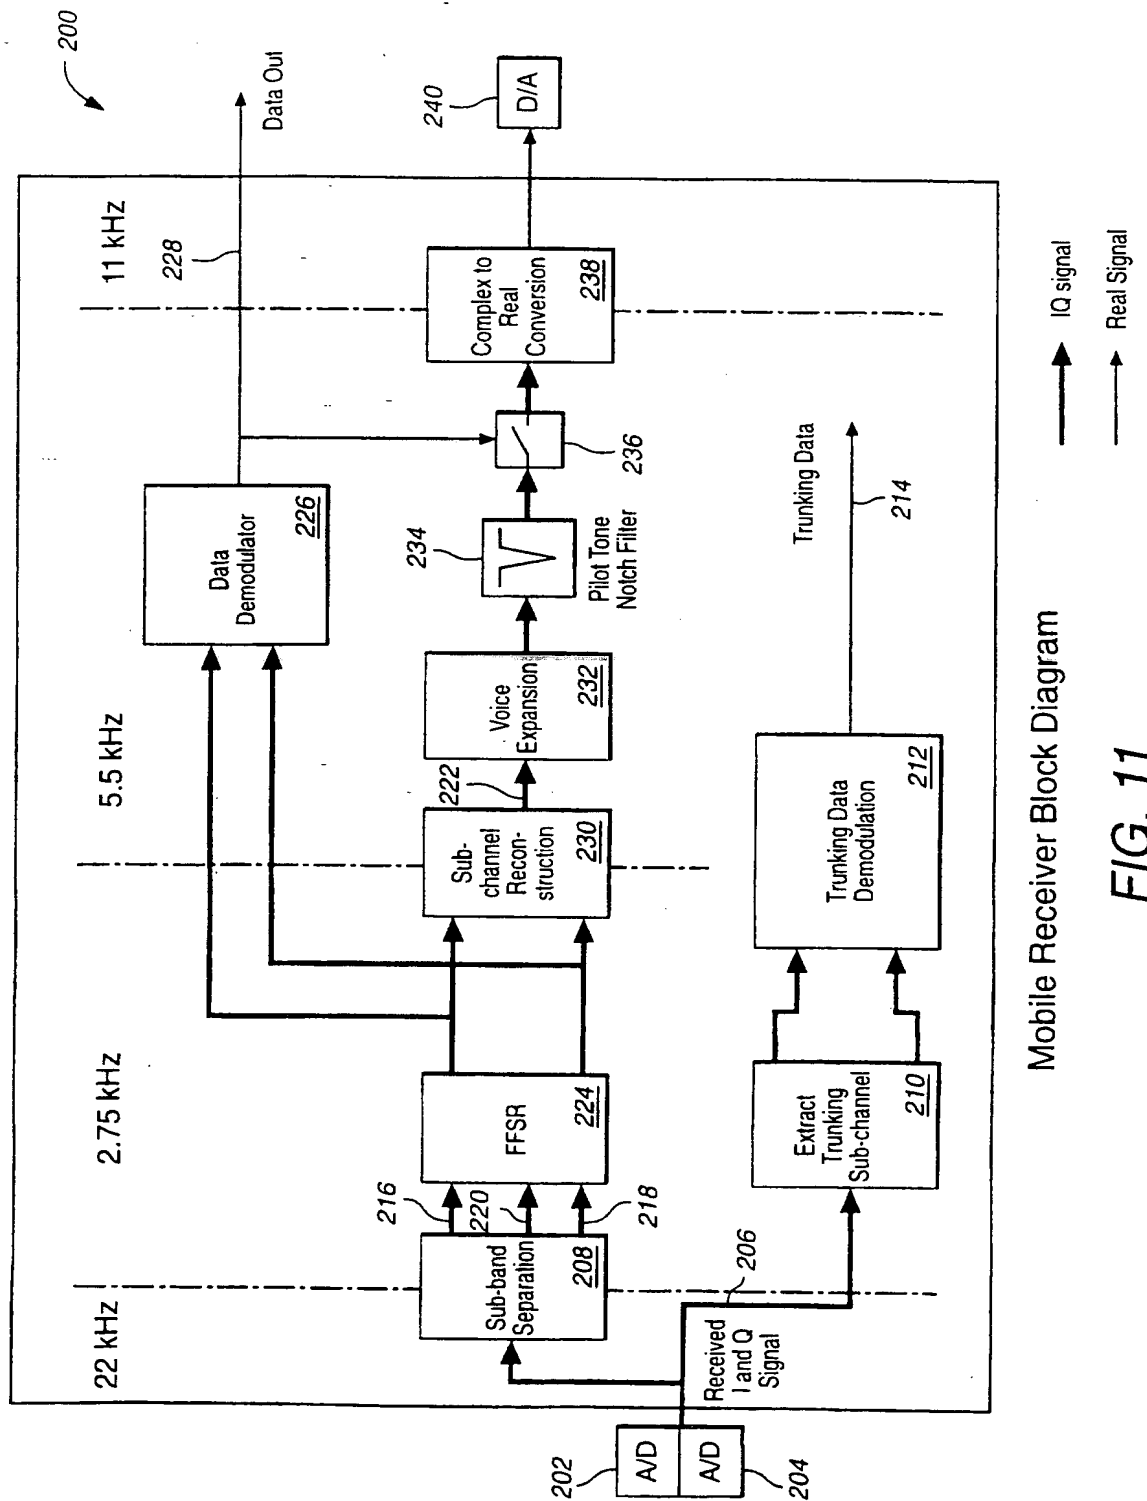 200
22 kHz
2.75 kHz
5.5 kHz
11 kHz
Data Out
228
Data
Demodulator
226
202
A/D
A/D
204
Received
I and Q
Signal
206
Sub-band
Separation
208
216
220
218
FFSR
224
Sub-
channel
Recon-
struction
230
222
Voice
Expansion
232
234
Pilot Tone
Notch Filter
236
Complex to
Real
Conversion
238
240
D/A
Extract
Trunking
Sub-channel
210
Trunking Data
Demodulation
212
Trunking Data
214
Mobile Receiver Block Diagram
IQ signal
Real Signal
FIG. 11